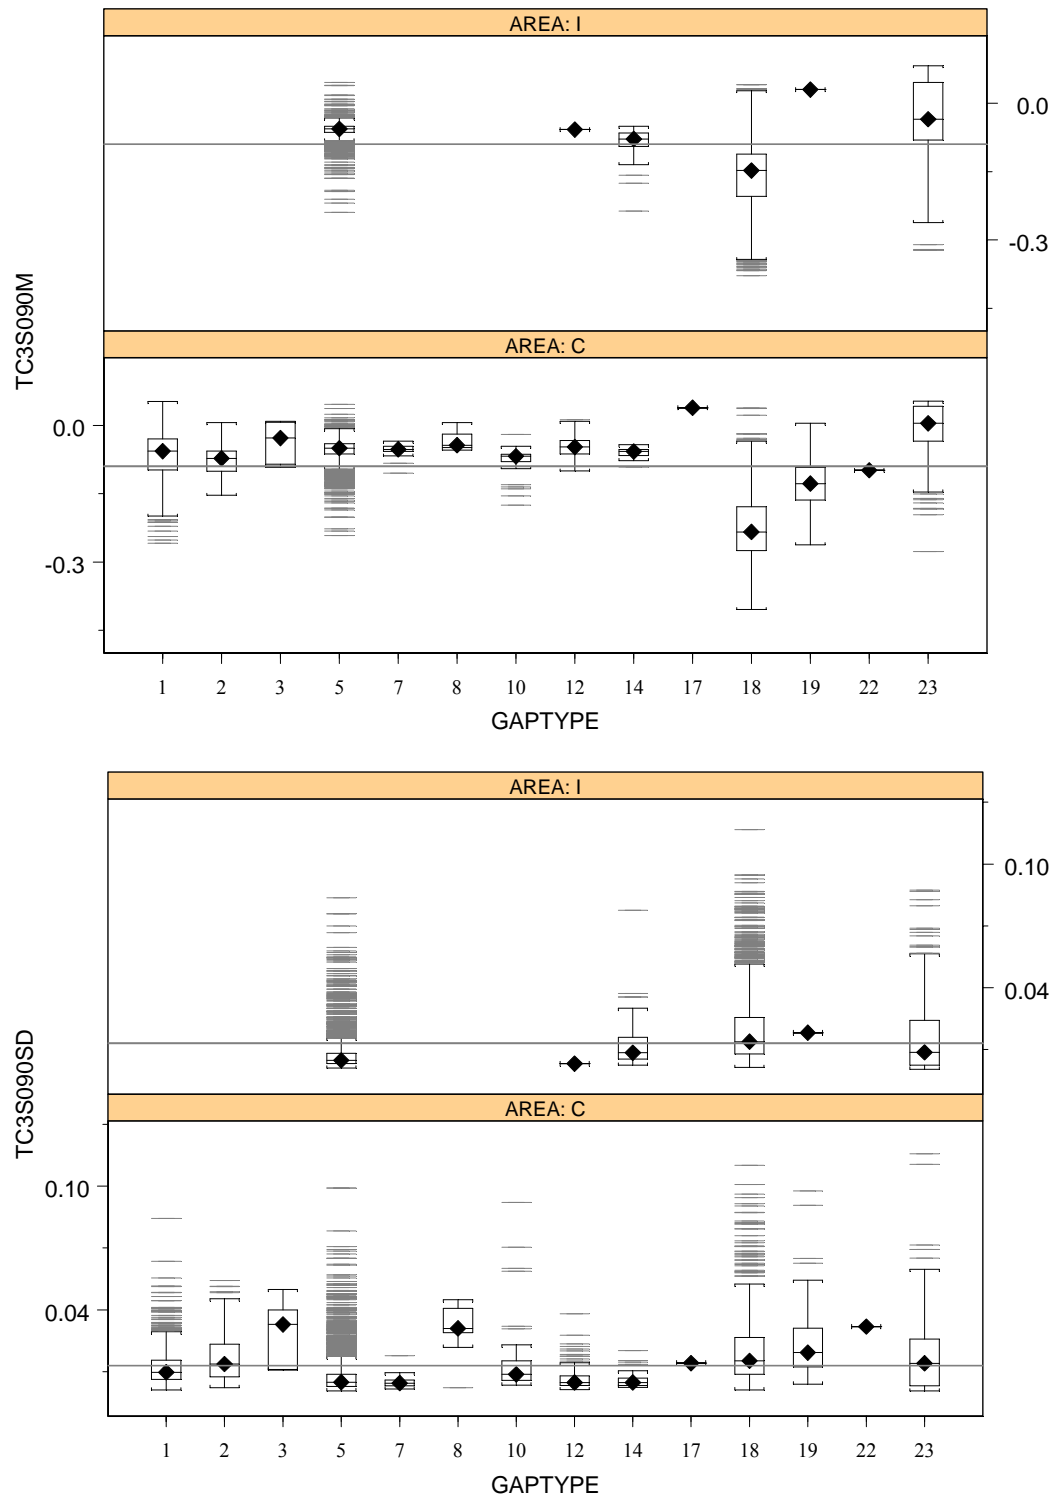 AREA: I
0.0
-0.3
TC3S090M
AREA: C
0.0
-0.3
1 2 3 5 7 8 10 12 14 17 18 19 22 23
GAPTYPE
AREA: I
0.10
0.04
TC3S090SD
AREA: C
0.10
0.04
1 2 3 5 7 8 10 12 14 17 18 19 22 23
GAPTYPE